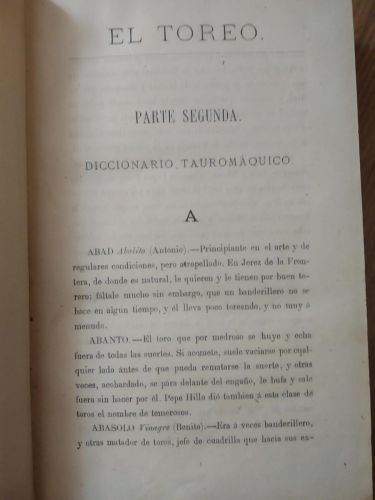 EL TOREO.
PARTE SEGUNDA.
DICCIONARIO TAUROMÁQUICO
A
ABAD Abalito (Antonio).—Principiante en el arte y de
regulares condiciones, pero atropellado. En Jerez de la Fron-
tera, de donde es natural, le quieren y le tienen por buen to-
rero; fáltale mucho sin embargo, que un banderillero no se
hace en algun tiempo, y él lleva poco toreando, y no muy á
menudo.
ABANTO.—El toro que por medroso se huye y echa
fuera de todas las suertes. Si acomete, suele vaciarse por cual-
quier lado ántes de que pueda rematarse la suerte, y otras
veces, acobardado, se pára delante del engaño, le bufa y sale
fuera sin hacer por él. Pepe Hillo dió tambien á esta clase de
toros el nombre de temerosos.
ABASOLO Vinagre (Benito).—Era á veces banderillero,
y otras matador de toros, jefe de cuadrilla que hacia sus ex-